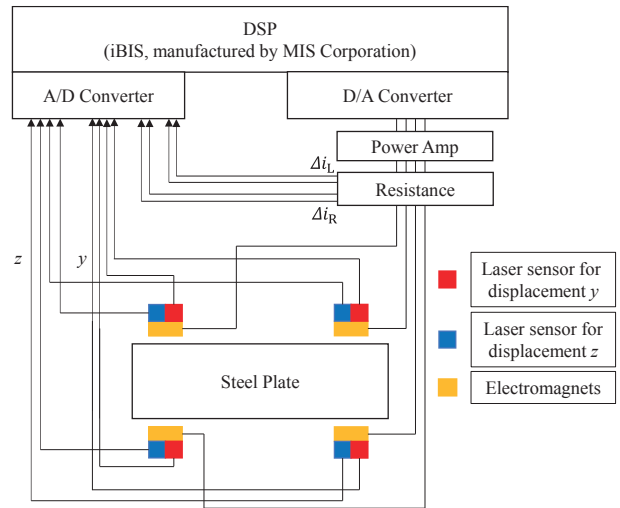 DSP
(iBIS, manufactured by MIS Corporation)
A/D Converter
D/A Converter
Power Amp
Δi_L
Resistance
Δi_R
z
y
Laser sensor for
displacement y
Laser sensor for
displacement z
Steel Plate
Electromagnets